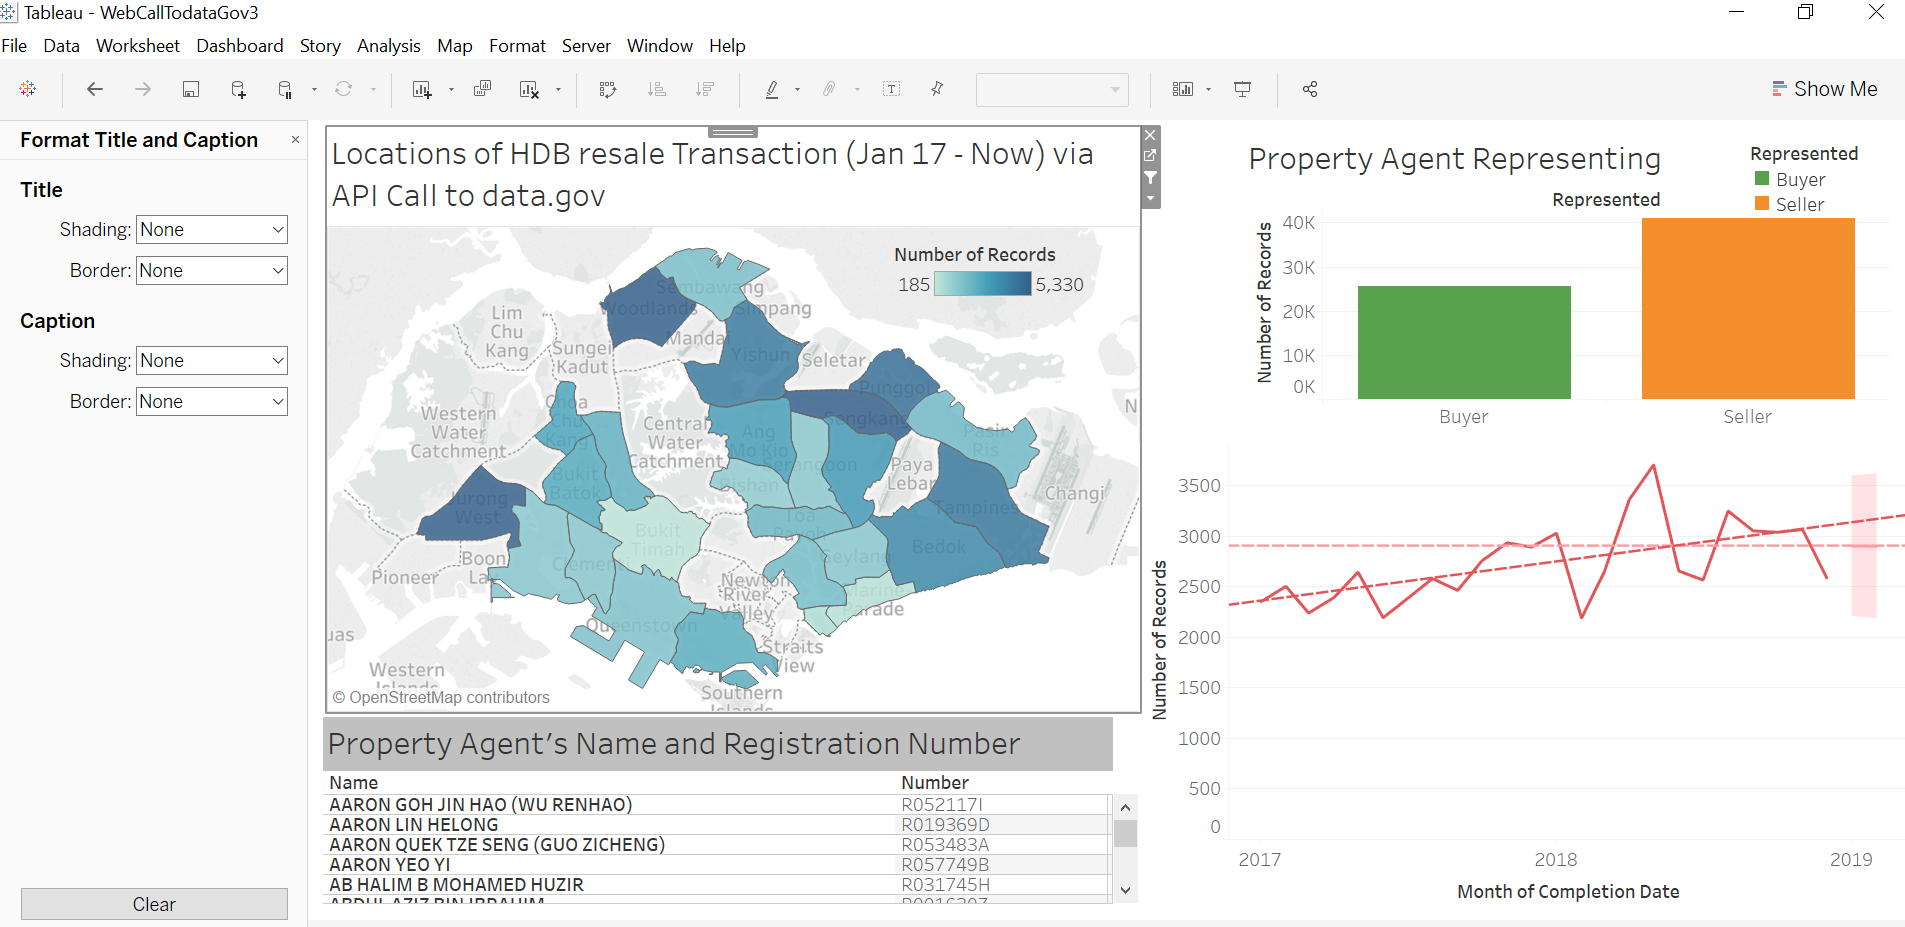 Tableau - WebCallTodataGov3
File Data Worksheet Dashboard Story Analysis Map Format Server Window Help
Show Me
Format Title and Caption
Title
Shading: None
Border: None
Caption
Shading: None
Border: None
Clear
Locations of HDB resale Transaction (Jan 17 - Now) via
API Call to data.gov
Number of Records
185 5,330
Sembawang
Woodlands
Simpang
Lim
Chu
Kang
Mandai
Sungei
Kadut
Yishun
Seletar
Punggol
Choa
Chu
Kang
Western
Water
Catchment
Central
Water
Catchment
Sengkang
Ang
Mo Kio
Pasir
Ris
Serangoon
Paya
Lebar
Bukit
Batok
Bishan
Changi
Jurong
West
Tampines
Toa
Payoh
Bukit
Timah
Bedok
Geylang
Boon
Lay
Pioneer
Clementi
Newton
River
Valley
Marine
Parade
Queenstown
Straits
View
Western
Islands
Southern
Islands
© OpenStreetMap contributors
Property Agent's Name and Registration Number
Name Number
AARON GOH JIN HAO (WU RENHAO) R052117I
AARON LIN HELONG R019369D
AARON QUEK TZE SENG (GUO ZICHENG) R053483A
AARON YEO YI R057749B
AB HALIM B MOHAMED HUZIR R031745H
ABDUL AZIZ BIN IBRAHIM
Property Agent Representing
Represented
Buyer
Seller
Represented
Number of Records
40K
30K
20K
10K
0K
Buyer Seller
Number of Records
3500
3000
2500
2000
1500
1000
500
0
2017 2018 2019
Month of Completion Date